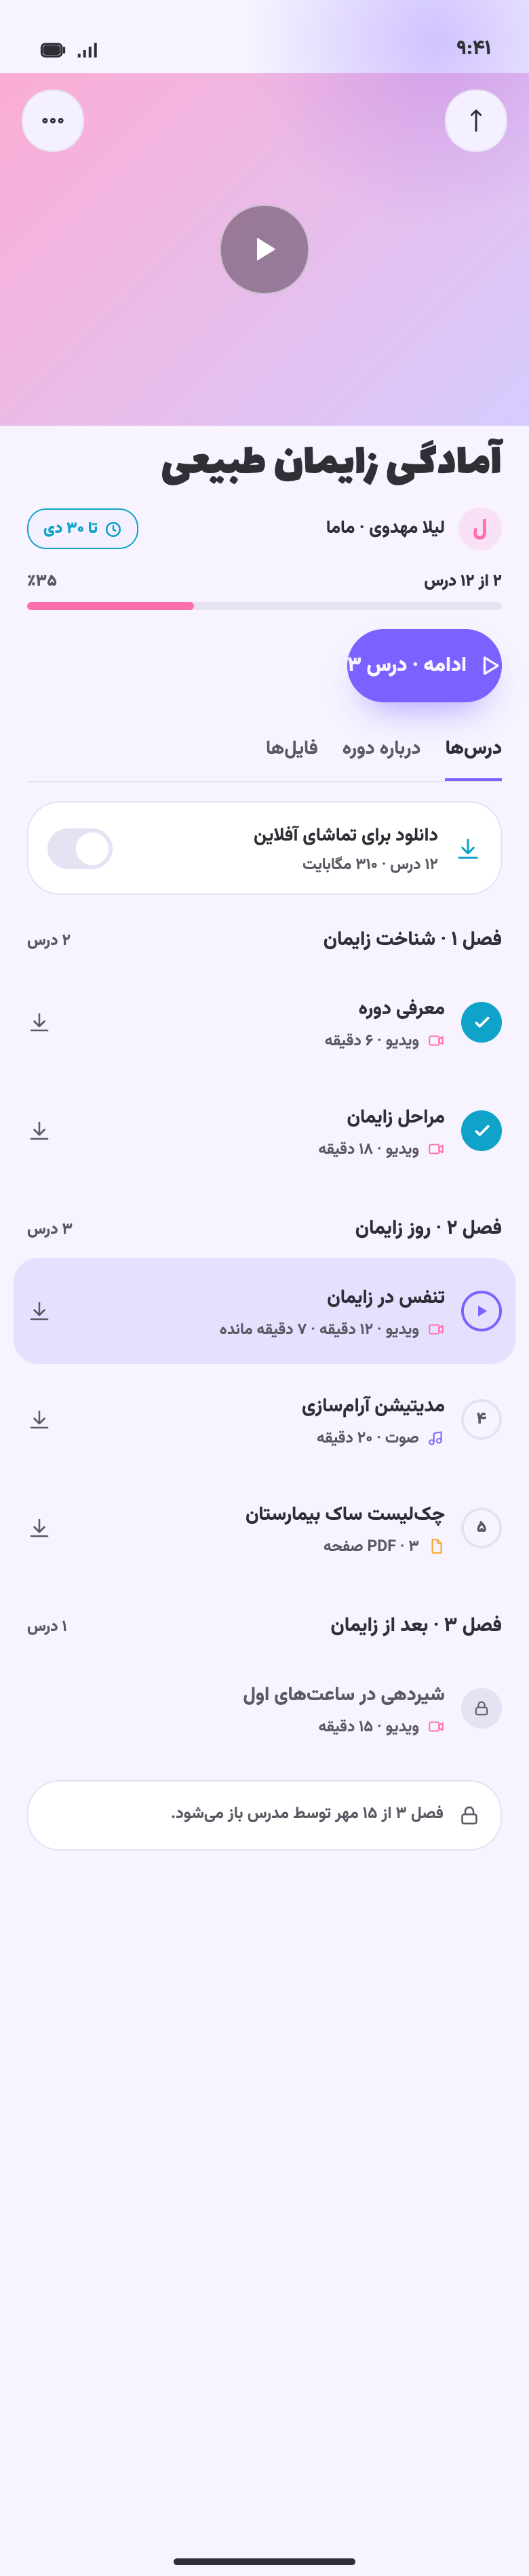 ۹:۴۱
آمادگی زایمان طبیعی
ل
لیلا مهدوی · ماما
تا ۳۰ دی
۲ از ۱۲ درس
٪۳۵
ادامه · درس ۳
درس‌ها
درباره دوره
فایل‌ها
دانلود برای تماشای آفلاین
۱۲ درس · ۳۱۰ مگابایت
فصل ۱ · شناخت زایمان
۲ درس
معرفی دوره
ویدیو · ۶ دقیقه
مراحل زایمان
ویدیو · ۱۸ دقیقه
فصل ۲ · روز زایمان
۳ درس
تنفس در زایمان
ویدیو · ۱۲ دقیقه · ۷ دقیقه مانده
۴
مدیتیشن آرام‌سازی
صوت · ۲۰ دقیقه
۵
چک‌لیست ساک بیمارستان
PDF · ۳ صفحه
فصل ۳ · بعد از زایمان
۱ درس
شیردهی در ساعت‌های اول
ویدیو · ۱۵ دقیقه
فصل ۳ از ۱۵ مهر توسط مدرس باز می‌شود.